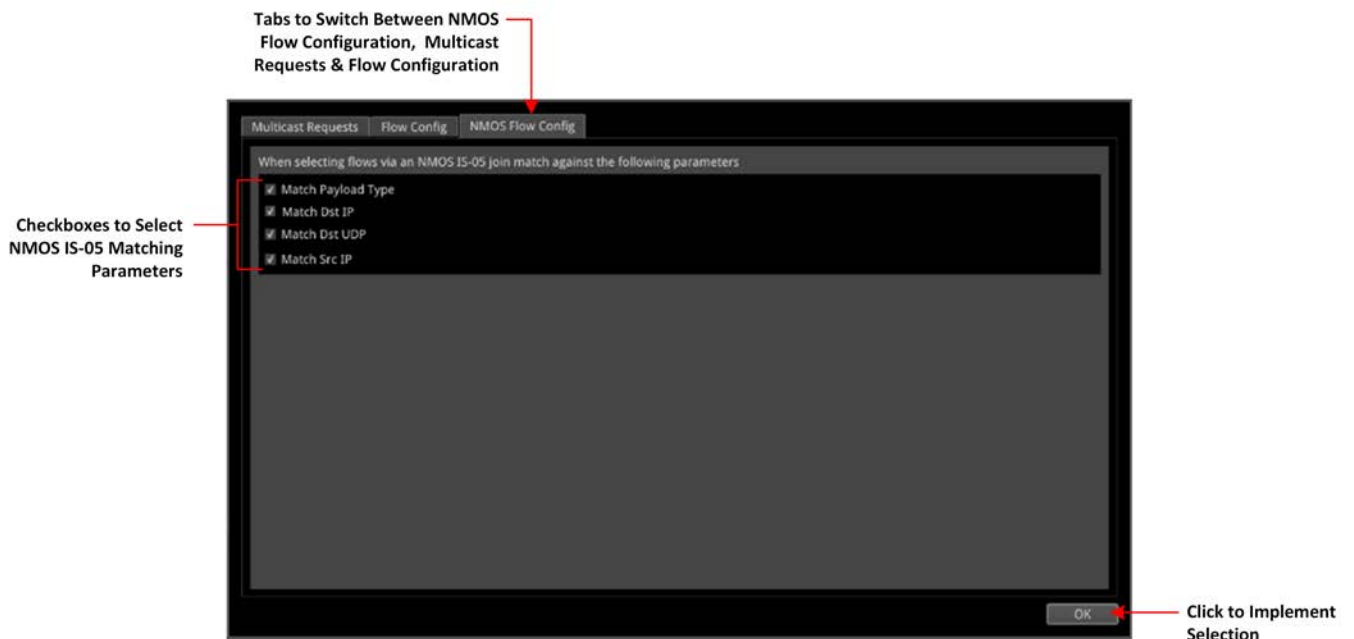 Tabs to Switch Between NMOS
Flow Configuration, Multicast
Requests & Flow Configuration
Multicast Requests Flow Config NMOS Flow Config
When selecting flows via an NMOS IS-05 join match against the following parameters
Match Payload Type
Match Dst IP
Match Dst UDP
Match Src IP
Checkboxes to Select
NMOS IS-05 Matching
Parameters
OK
Click to Implement
Selection